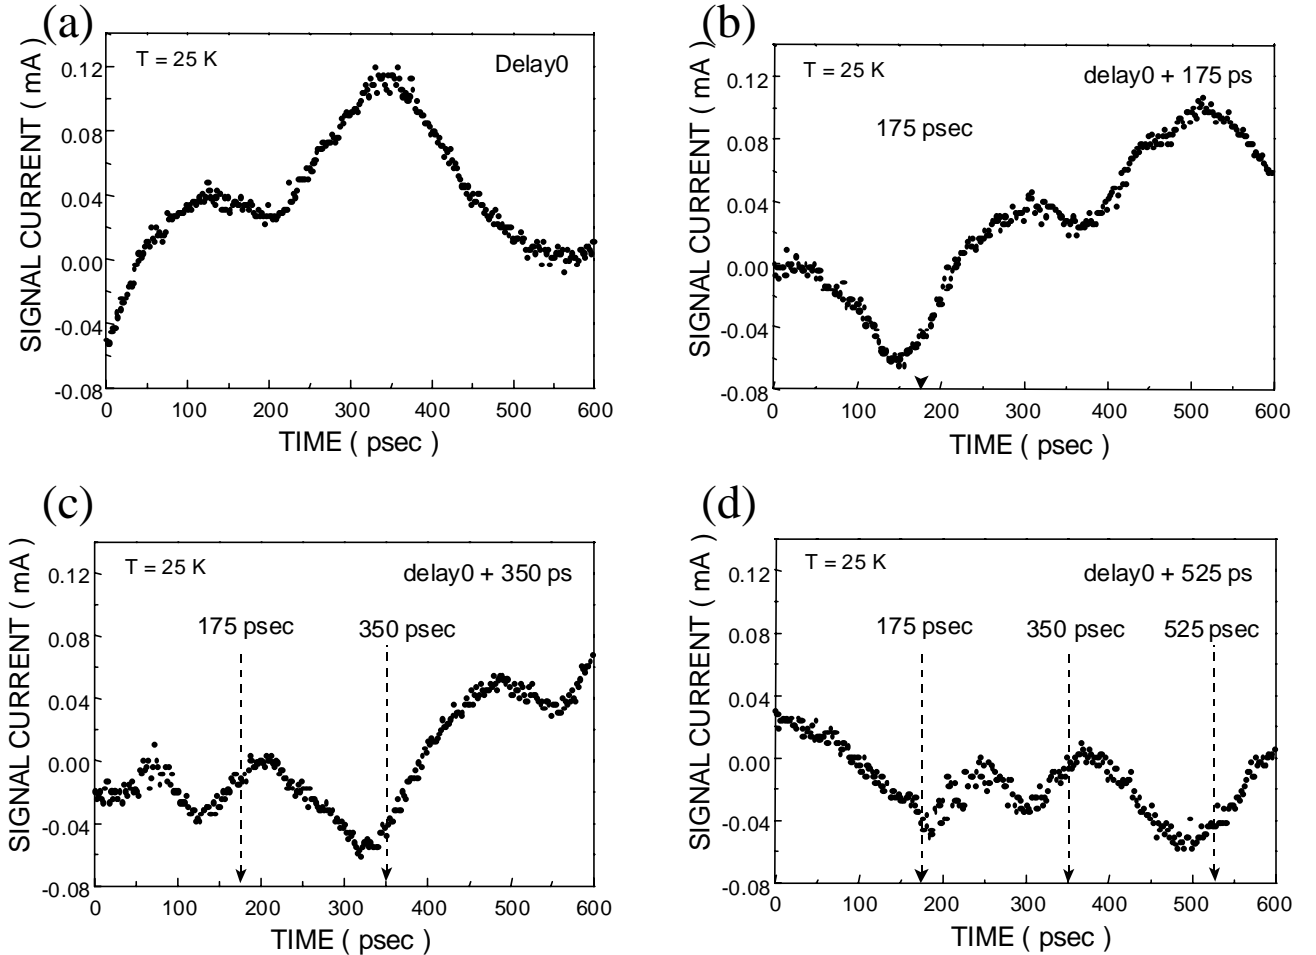 (a)
T = 25 K
Delay0
SIGNAL CURRENT ( mA )
0.12
0.08
0.04
0.00
-0.04
-0.08
0 100 200 300 400 500 600
TIME ( psec )
(b)
T = 25 K
delay0 + 175 ps
175 psec
SIGNAL CURRENT ( mA )
0.12
0.08
0.04
0.00
-0.04
-0.08
0 100 200 300 400 500 600
TIME ( psec )
(c)
T = 25 K
delay0 + 350 ps
175 psec 350 psec
SIGNAL CURRENT ( mA )
0.12
0.08
0.04
0.00
-0.04
-0.08
0 100 200 300 400 500 600
TIME ( psec )
(d)
T = 25 K
delay0 + 525 ps
175 psec 350 psec 525 psec
SIGNAL CURRENT ( mA )
0.12
0.08
0.04
0.00
-0.04
-0.08
0 100 200 300 400 500 600
TIME ( psec )